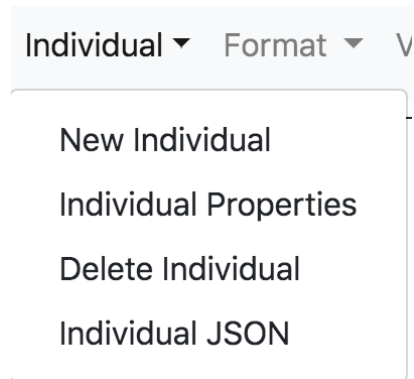 Individual Format
New Individual
Individual Properties
Delete Individual
Individual JSON